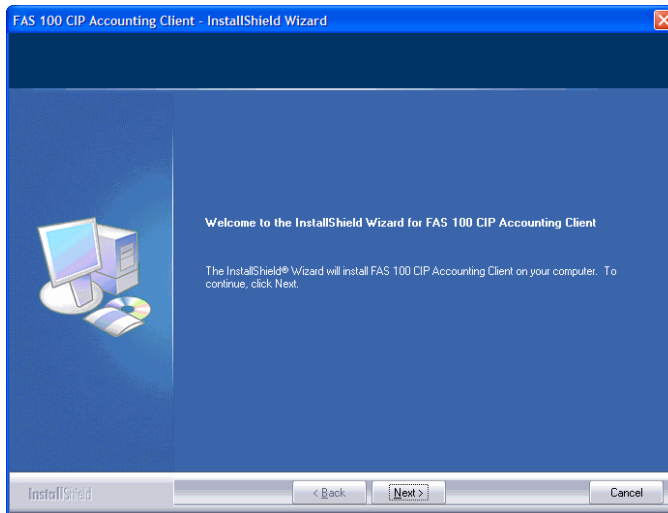 FAS 100 CIP Accounting Client - InstallShield Wizard
Welcome to the InstallShield Wizard for FAS 100 CIP Accounting Client
The InstallShield® Wizard will install FAS 100 CIP Accounting Client on your computer. To
continue, click Next.
InstallShield
< Back
Next >
Cancel